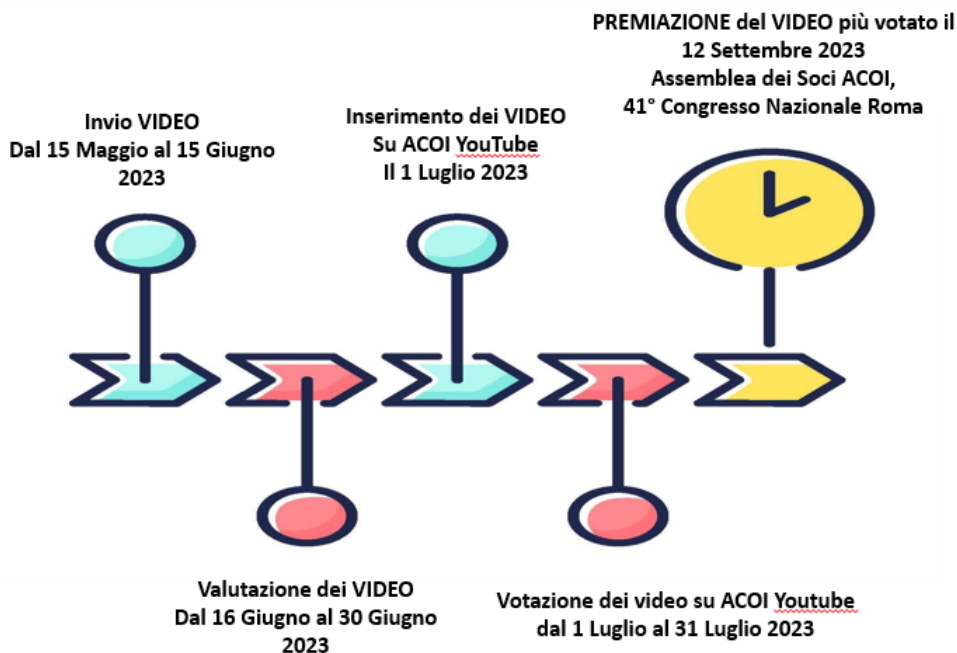 PREMIAZIONE del VIDEO più votato il
12 Settembre 2023
Assemblea dei Soci ACOI,
41° Congresso Nazionale Roma
Invio VIDEO
Dal 15 Maggio al 15 Giugno
2023
Inserimento dei VIDEO
Su ACOI YouTube
Il 1 Luglio 2023
Valutazione dei VIDEO
Dal 16 Giugno al 30 Giugno
2023
Votazione dei video su ACOI Youtube
dal 1 Luglio al 31 Luglio 2023